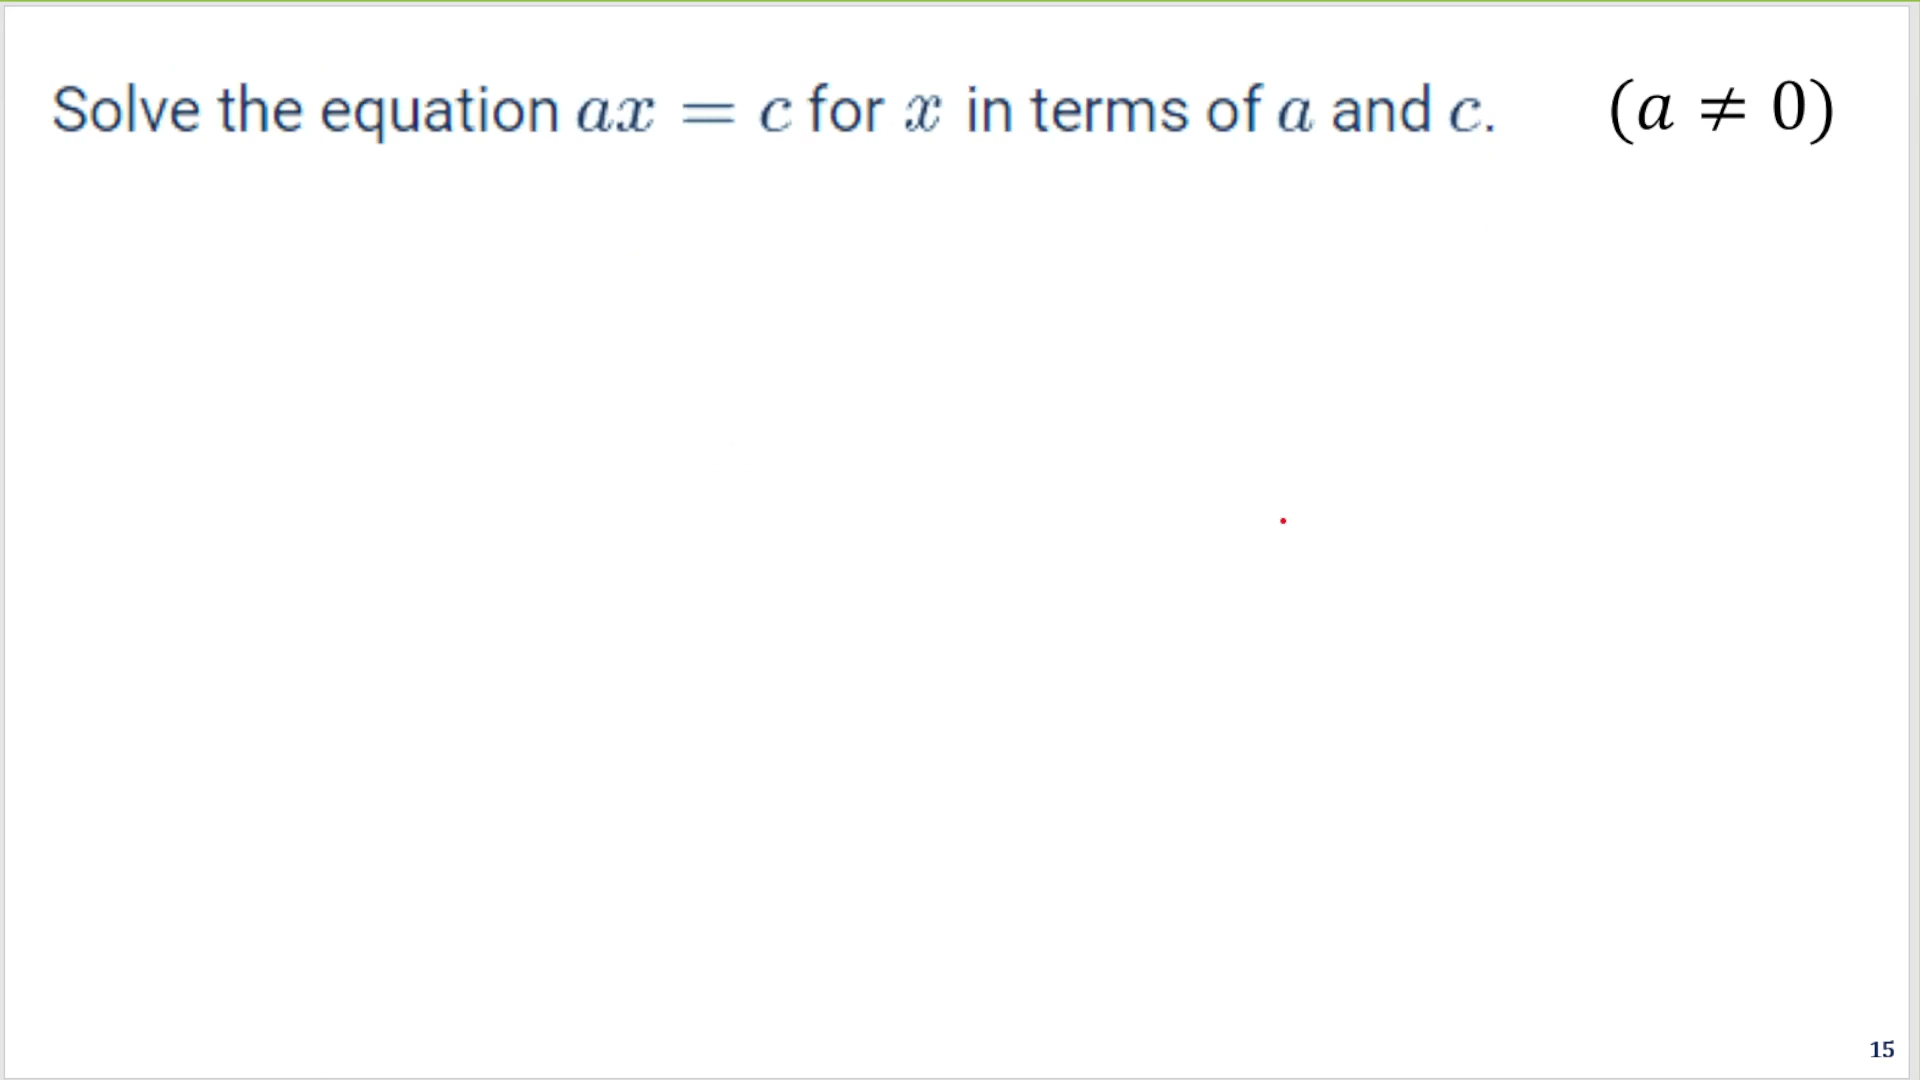 Solve the equation ax = c for x in terms of a and c. (a ≠ 0)
15